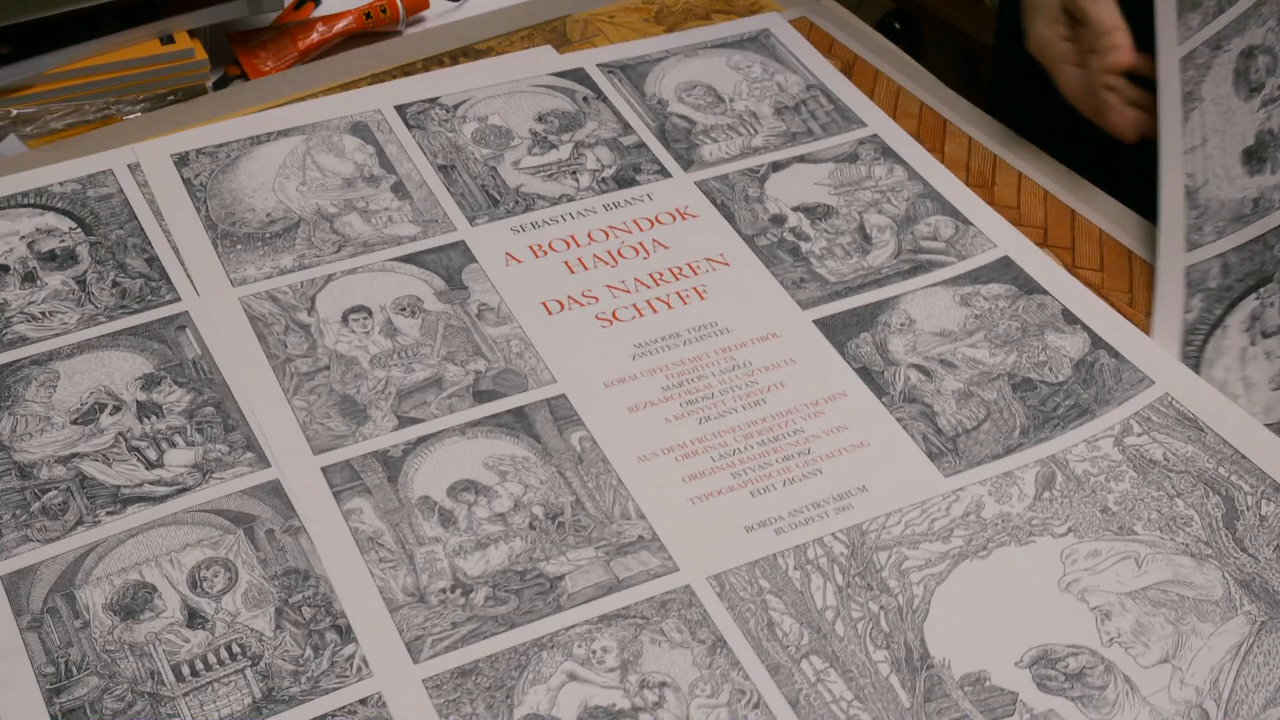 SEBASTIAN BRANT
A BOLONDOK
HAJÓJA
DAS NARREN
SCHYFF
MÁSODIK TIZED
ZWEITES ZEHNTEL
KORAI ÚJFELNÉMET EREDETIBŐL
FORDÍTOTTA
MÁRTON LÁSZLÓ
RÉZKARCOKKAL ILLUSZTRÁLTA
OROSZ ISTVÁN
A KÖNYVET TERVEZTE
ZIGÁNY EDIT
AUS DEM FRÜHNEUHOCHDEUTSCHEN
ORIGINAL ÜBERSETZT VON
LÁSZLÓ MÁRTON
ORIGINALRADIERUNGEN VON
ISTVÁN OROSZ
TYPOGRAPHISCHE GESTALTUNG
EDIT ZIGÁNY
BORDA ANTIKVÁRIUM
BUDAPEST 2001